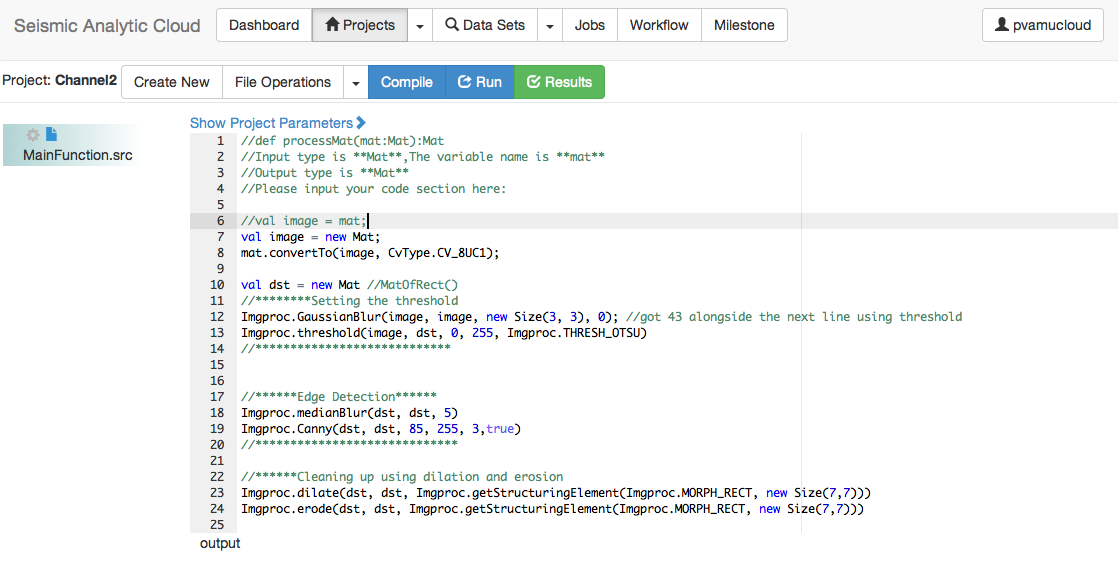 Seismic Analytic Cloud Dashboard Projects Data Sets Jobs Workflow Milestone pvamucloud
Project: Channel2 Create New File Operations Compile Run Results
Show Project Parameters
MainFunction.src
1 //def processMat(mat:Mat):Mat
2 //Input type is **Mat**,The variable name is **mat**
3 //Output type is **Mat**
4 //Please input your code section here:
5
6 //val image = mat;
7 val image = new Mat;
8 mat.convertTo(image, CvType.CV_8UC1);
9
10 val dst = new Mat //MatOfRect()
11 //********Setting the threshold
12 Imgproc.GaussianBlur(image, image, new Size(3, 3), 0); //got 43 alongside the next line using threshold
13 Imgproc.threshold(image, dst, 0, 255, Imgproc.THRESH_OTSU)
14 //****************************
15
16
17 //******Edge Detection******
18 Imgproc.medianBlur(dst, dst, 5)
19 Imgproc.Canny(dst, dst, 85, 255, 3,true)
20 //*****************************
21
22 //******Cleaning up using dilation and erosion
23 Imgproc.dilate(dst, dst, Imgproc.getStructuringElement(Imgproc.MORPH_RECT, new Size(7,7)))
24 Imgproc.erode(dst, dst, Imgproc.getStructuringElement(Imgproc.MORPH_RECT, new Size(7,7)))
25
output